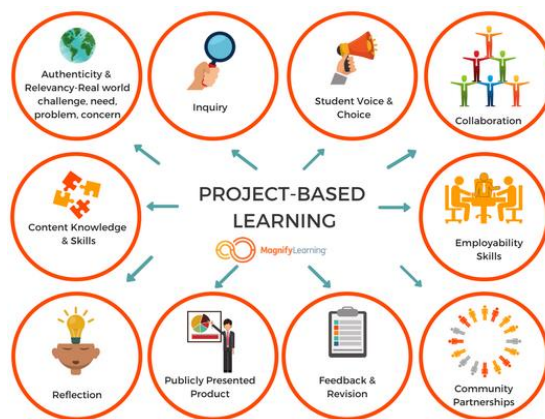 Authenticity &
Relevancy-Real world
challenge, need,
problem, concern
Inquiry
Student Voice &
Choice
Collaboration
Content Knowledge
& Skills
PROJECT-BASED
LEARNING
MagnifyLearning
Employability
Skills
Reflection
Publicly Presented
Product
Feedback &
Revision
Community
Partnerships